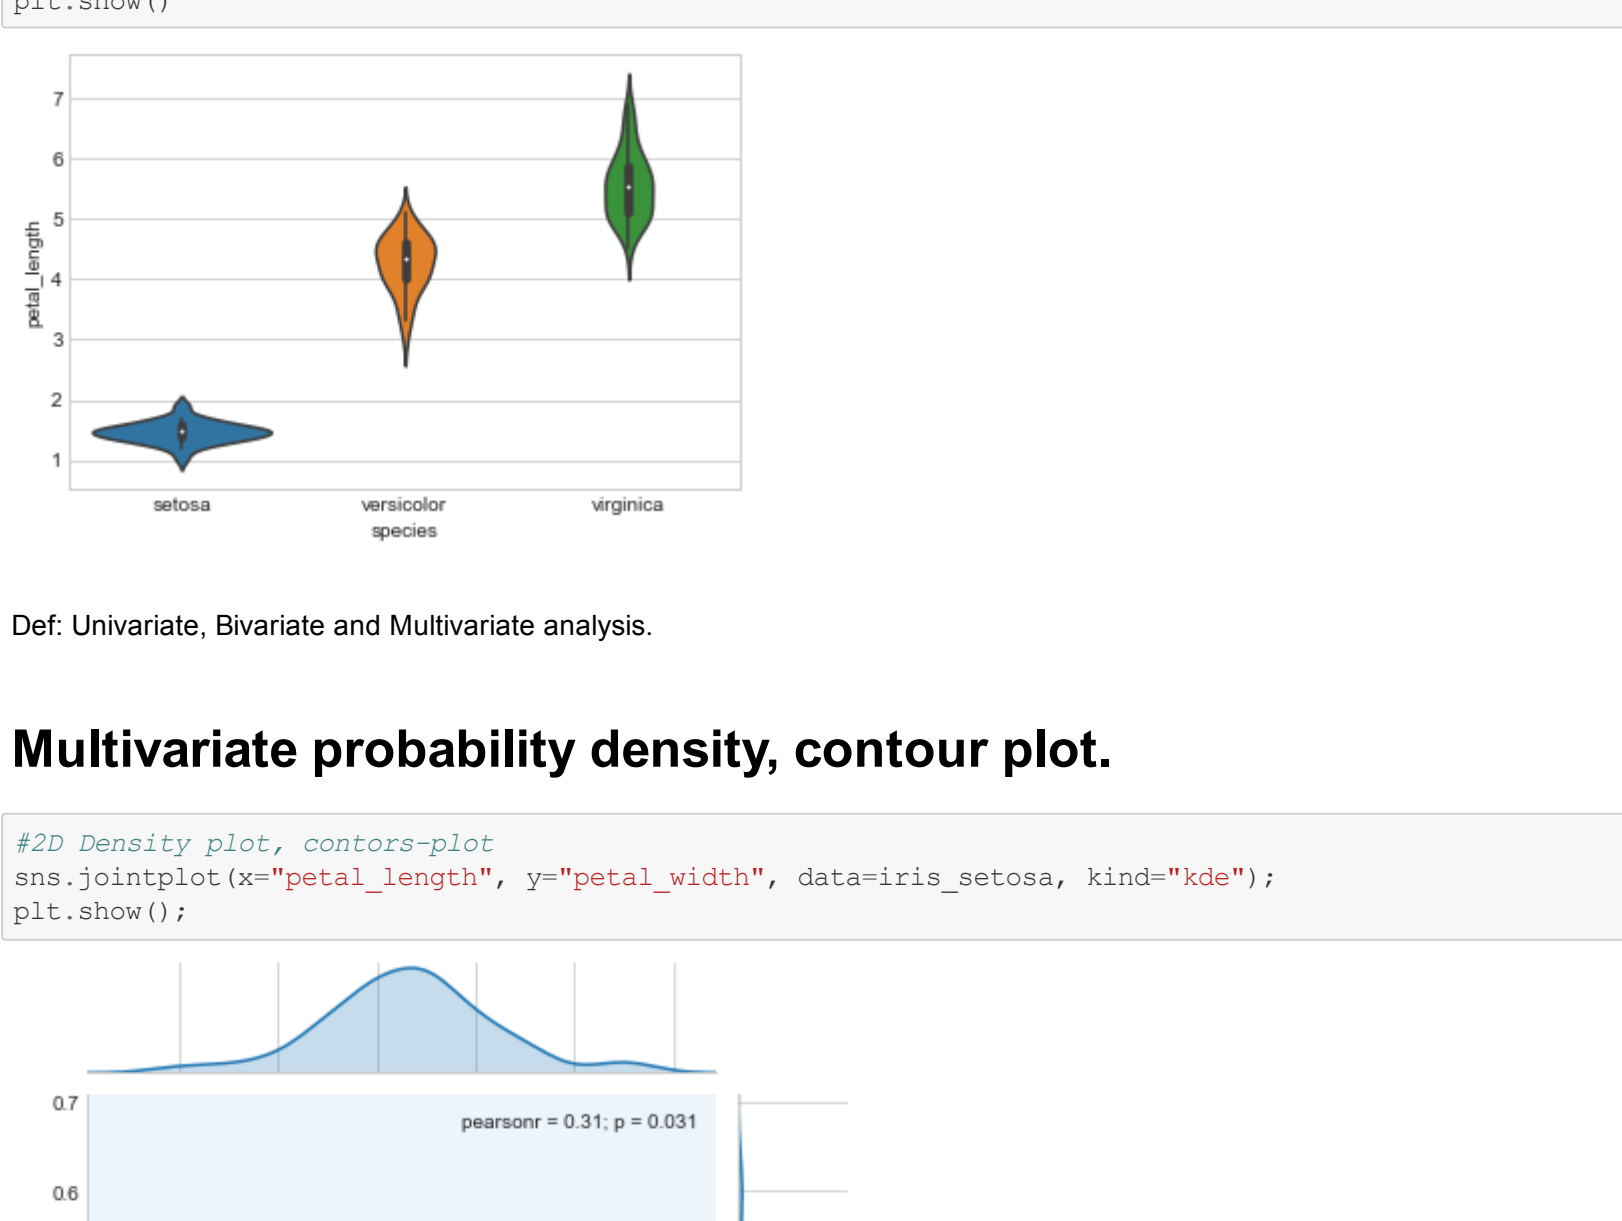 plt.show()
7
6
5
4
3
2
1
petal_length
setosa versicolor virginica
species
Def: Univariate, Bivariate and Multivariate analysis.
Multivariate probability density, contour plot.
#2D Density plot, contors-plot
sns.jointplot(x="petal_length", y="petal_width", data=iris_setosa, kind="kde");
plt.show();
0.7
pearsonr = 0.31; p = 0.031
0.6